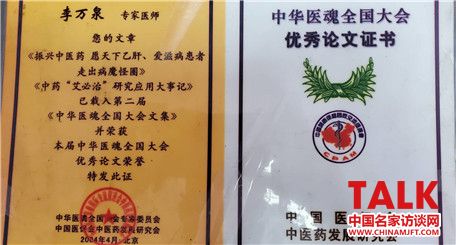 李万泉 专家医师
您的文章
《振兴中医药 愿天下乙肝、爱滋病患者
走出病魔怪圈》
《中药“艾必治”研究应用大事记》
已载入第二届
《中华医魂全国大会文集》
并荣获
本届中华医魂全国大会
优秀论文荣誉
特发此证
中华医魂全国大会专家委员会
中国医促会中医药发展研究会
2004年4月，北京
中华医魂全国大会
优秀论文证书
CDAM
中国医
中医药发展研究会
TALK
中国名家访谈网
CHINAMJFT.COM